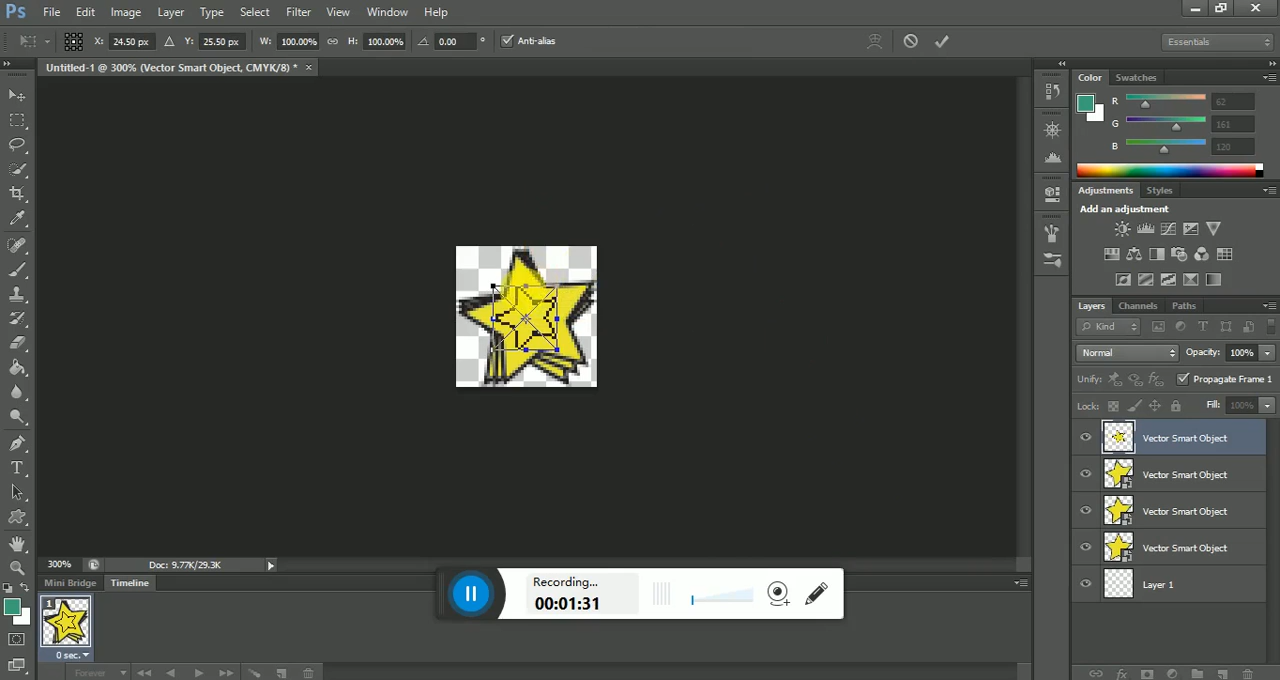 Ps File Edit Image Layer Type Select Filter View Window Help
X: 24.50 px Y: 25.50 px W: 100.00% H: 100.00% 0.00 ° Anti-alias Essentials
Untitled-1 @ 300% (Vector Smart Object, CMYK/8) * ×
Color Swatches
R 62
G 161
B 120
Adjustments Styles
Add an adjustment
Layers Channels Paths
Kind
Normal Opacity: 100%
Unify: Propagate Frame 1
Lock: Fill: 100%
Vector Smart Object
Vector Smart Object
Vector Smart Object
Vector Smart Object
Layer 1
300% Doc: 9.77K/29.3K
Mini Bridge Timeline
Recording...
00:01:31
1
0 sec.
Forever